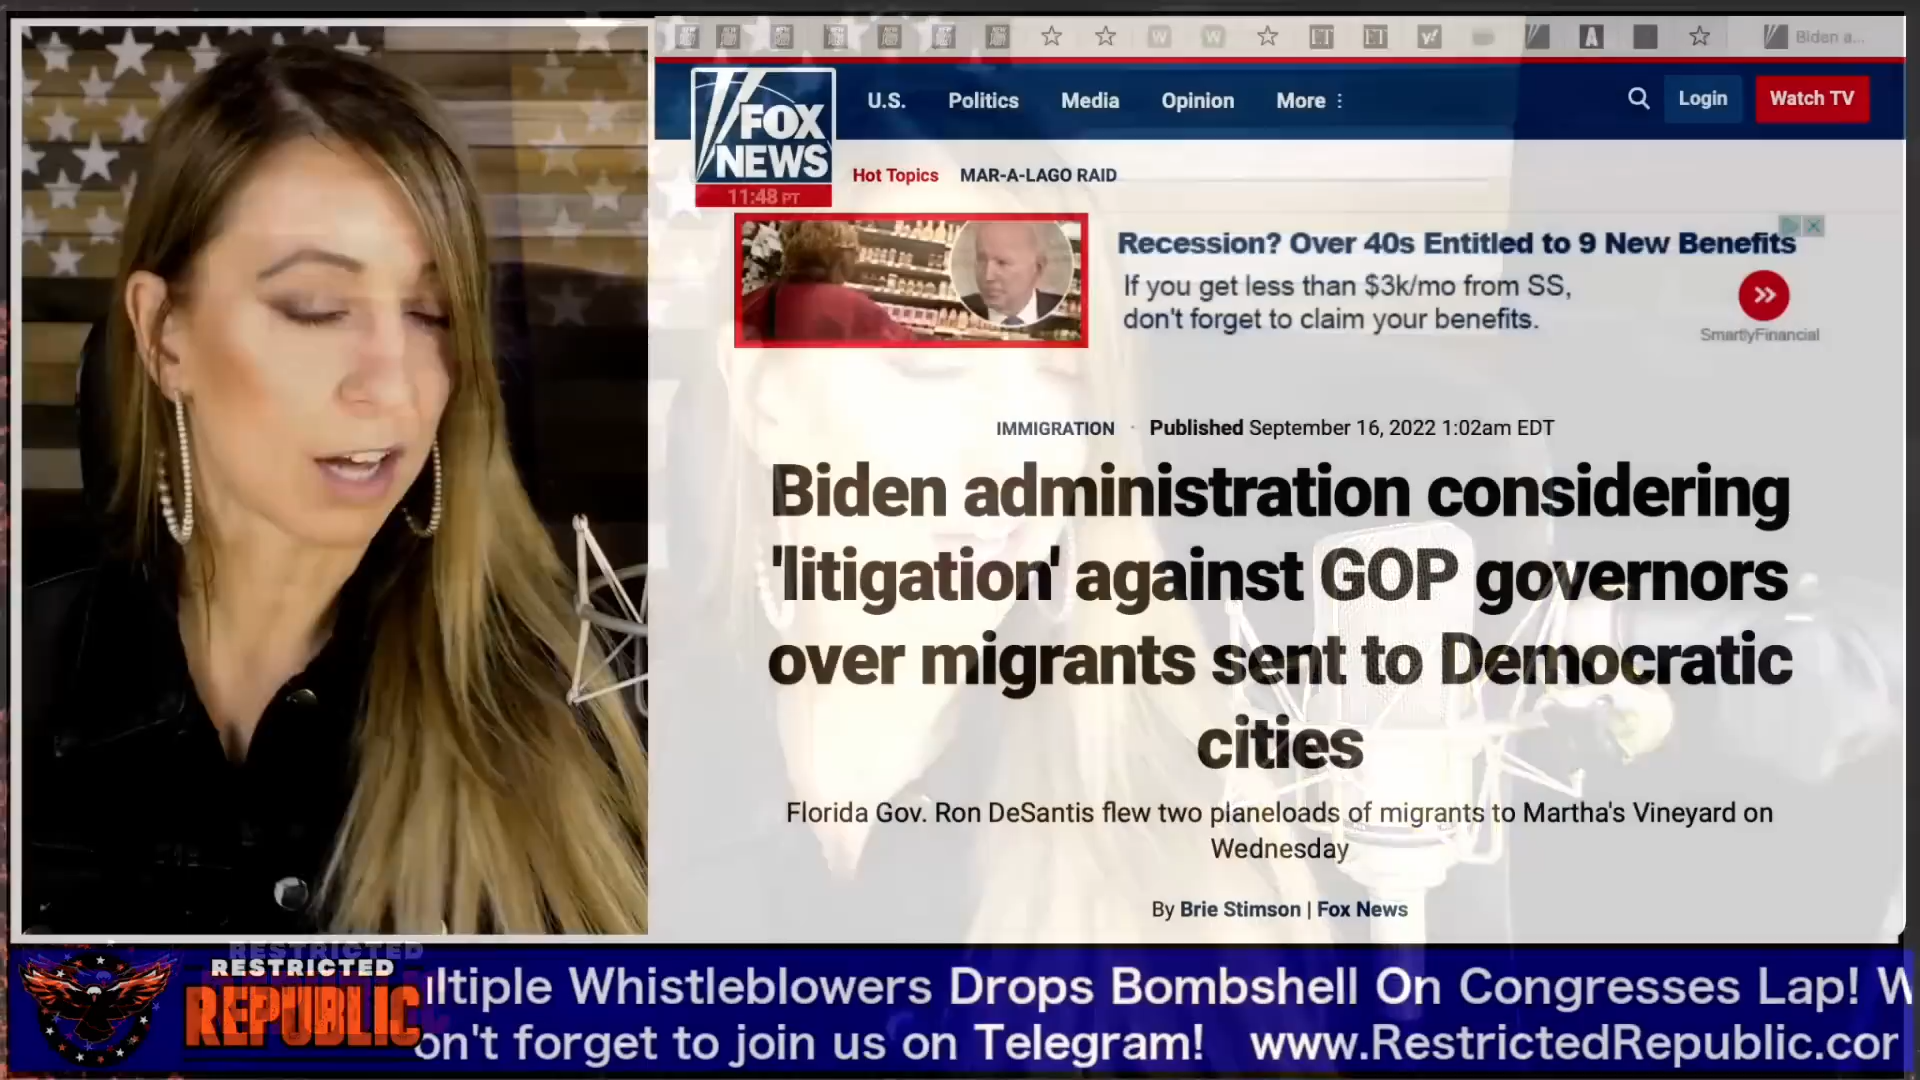 Biden a...
FOX
NEWS
11:48 PT
U.S. Politics Media Opinion More
Login
Watch TV
Hot Topics MAR-A-LAGO RAID
Recession? Over 40s Entitled to 9 New Benefits
If you get less than $3k/mo from SS,
don't forget to claim your benefits.
SmartlyFinancial
IMMIGRATION · Published September 16, 2022 1:02am EDT
Biden administration considering
'litigation' against GOP governors
over migrants sent to Democratic
cities
Florida Gov. Ron DeSantis flew two planeloads of migrants to Martha's Vineyard on
Wednesday
By Brie Stimson | Fox News
RESTRICTED
REPUBLIC
ltiple Whistleblowers Drops Bombshell On Congresses Lap! W
on't forget to join us on Telegram! www.RestrictedRepublic.cor